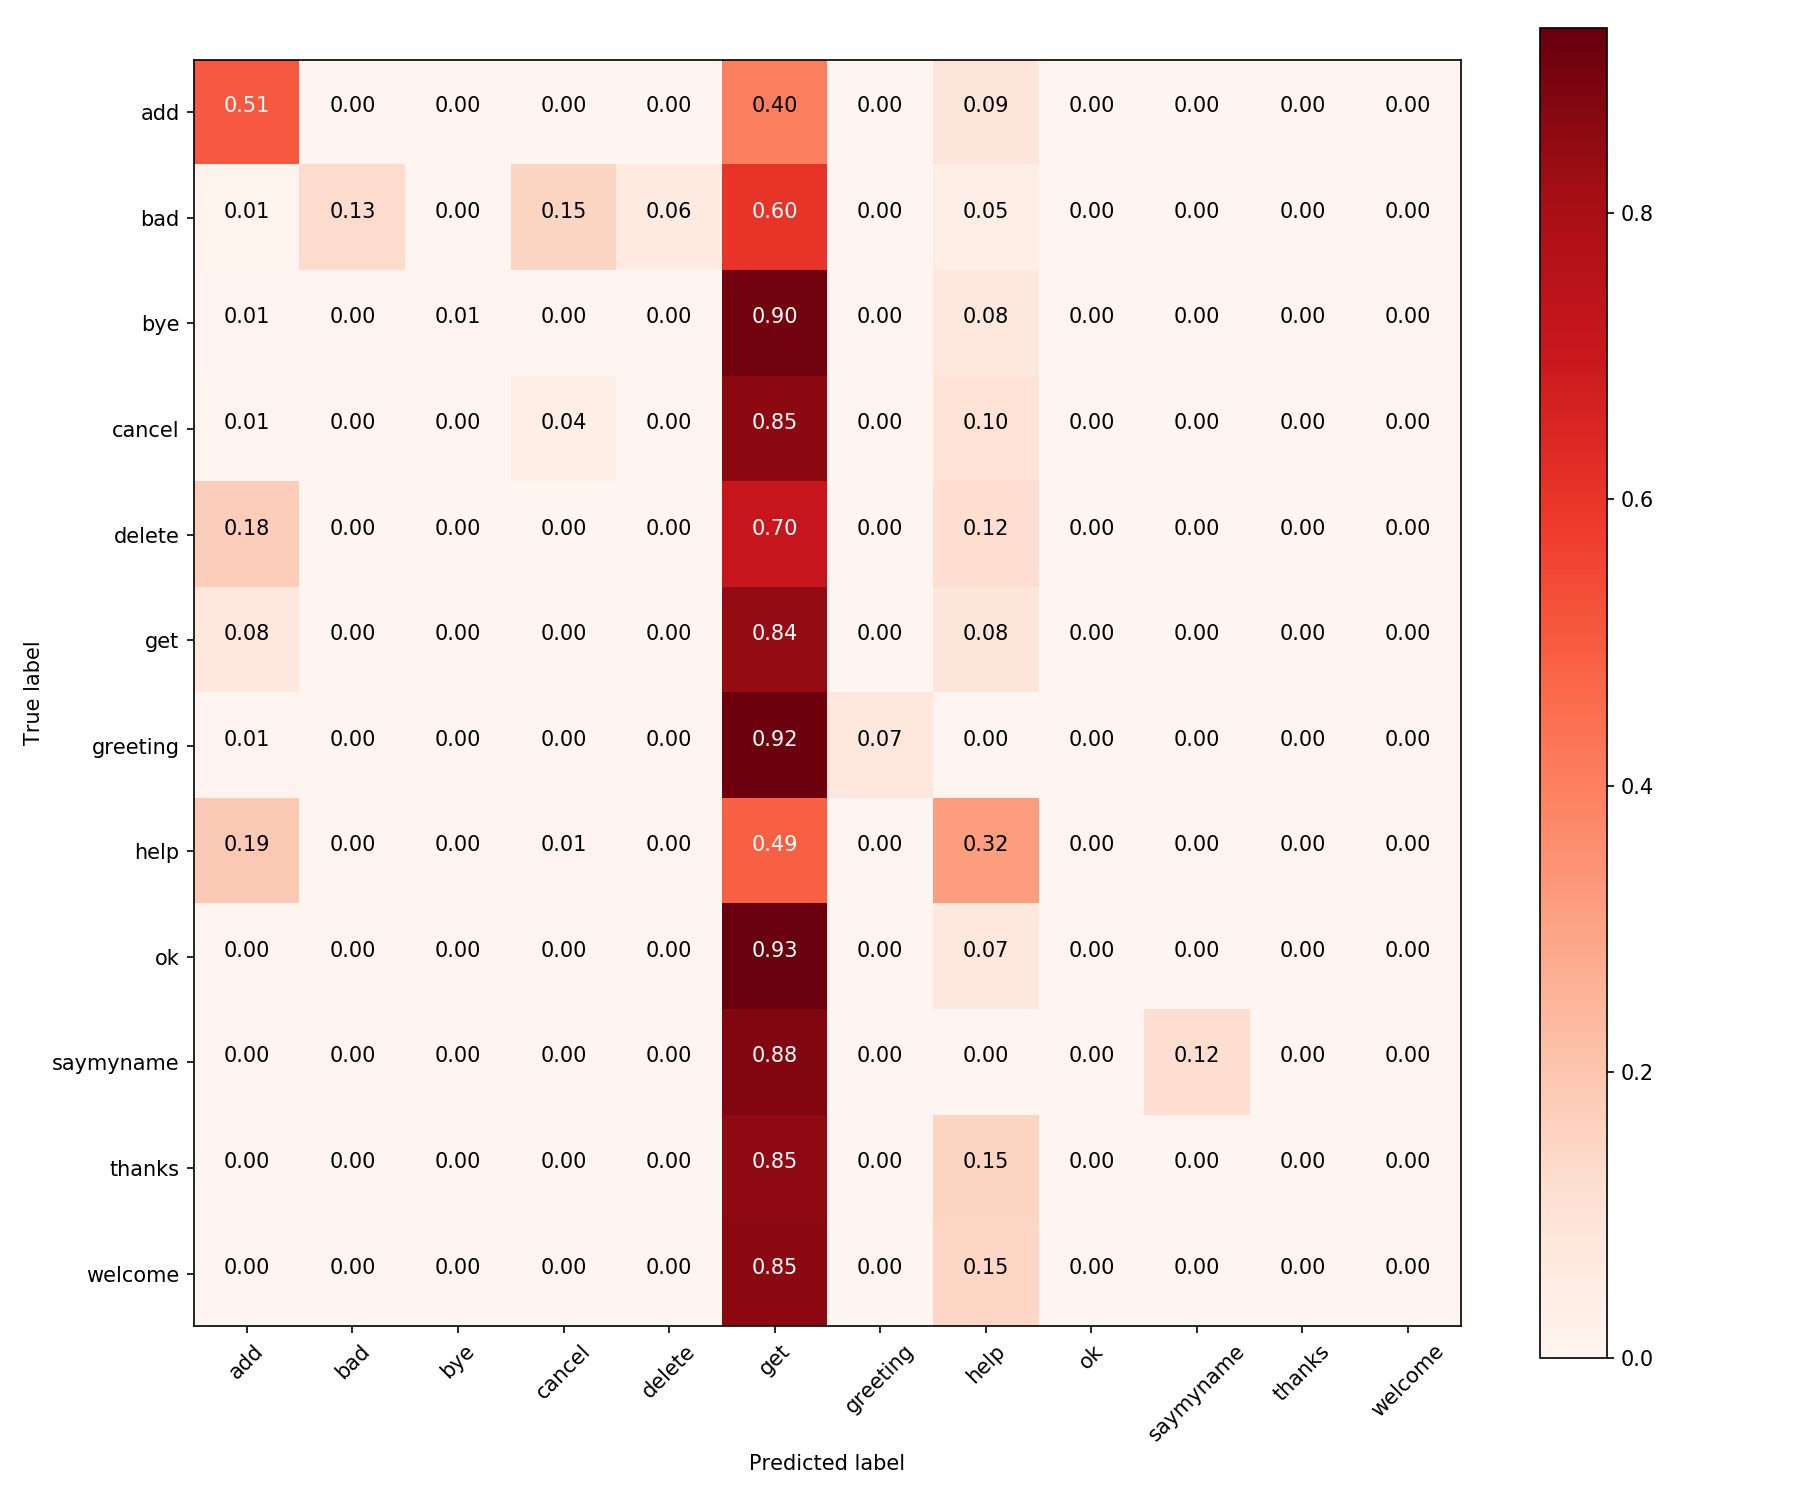 add 0.51 0.00 0.00 0.00 0.00 0.40 0.00 0.09 0.00 0.00 0.00 0.00
bad 0.01 0.13 0.00 0.15 0.06 0.60 0.00 0.05 0.00 0.00 0.00 0.00
bye 0.01 0.00 0.01 0.00 0.00 0.90 0.00 0.08 0.00 0.00 0.00 0.00
cancel 0.01 0.00 0.00 0.04 0.00 0.85 0.00 0.10 0.00 0.00 0.00 0.00
delete 0.18 0.00 0.00 0.00 0.00 0.70 0.00 0.12 0.00 0.00 0.00 0.00
get 0.08 0.00 0.00 0.00 0.00 0.84 0.00 0.08 0.00 0.00 0.00 0.00
greeting 0.01 0.00 0.00 0.00 0.00 0.92 0.07 0.00 0.00 0.00 0.00 0.00
help 0.19 0.00 0.00 0.01 0.00 0.49 0.00 0.32 0.00 0.00 0.00 0.00
ok 0.00 0.00 0.00 0.00 0.00 0.93 0.00 0.07 0.00 0.00 0.00 0.00
saymyname 0.00 0.00 0.00 0.00 0.00 0.88 0.00 0.00 0.00 0.12 0.00 0.00
thanks 0.00 0.00 0.00 0.00 0.00 0.85 0.00 0.15 0.00 0.00 0.00 0.00
welcome 0.00 0.00 0.00 0.00 0.00 0.85 0.00 0.15 0.00 0.00 0.00 0.00
add bad bye cancel delete get greeting help ok saymyname thanks welcome
Predicted label
True label
0.8
0.6
0.4
0.2
0.0